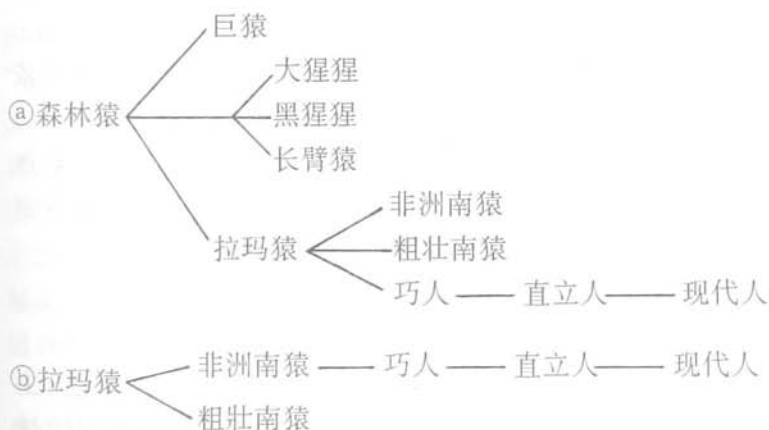 巨猿
大猩猩
ⓐ森林猿
黑猩猩
长臂猿
非洲南猿
拉玛猿
粗壮南猿
巧人 直立人 现代人
非洲南猿 巧人 直立人 现代人
ⓑ拉玛猿
粗壯南猿